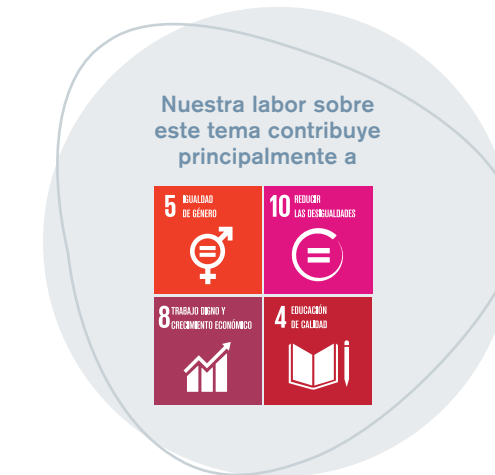 Nuestra labor sobre
este tema contribuye
principalmente a
5 IGUALDAD
DE GÉNERO
10 REDUCIR
LAS DESIGUALDADES
8 TRABAJO DIGNO Y
CRECIMIENTO ECONÓMICO
4 EDUCACIÓN
DE CALIDAD